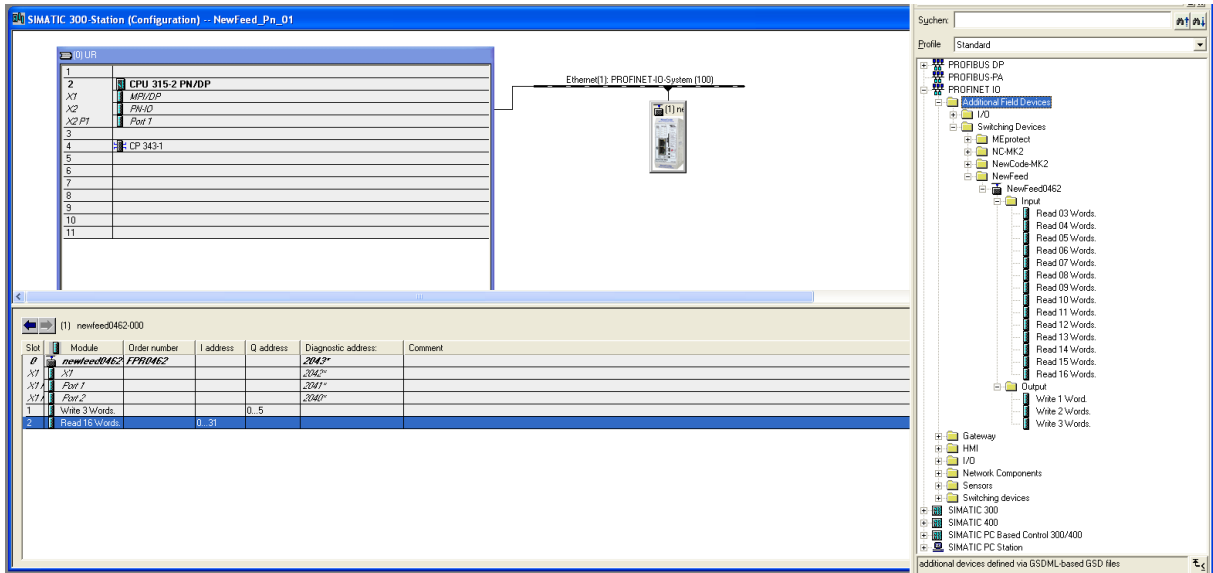 SIMATIC 300-Station (Configuration) -- NewFeed_Pn_01
(0) UR
1
2 CPU 315-2 PN/DP
X1 MPI/DP
X2 PN-IO
X2 P1 Port 1
3
4 CP 343-1
5
6
7
8
9
10
11
Ethernet(1): PROFINET-IO-System (100)
(1) ne
(1) newfeed0462-000
Slot Module Order number I address Q address Diagnostic address: Comment
0 newfeed0462 FPR0462 2043*
X1 X1 2042*
X1 Port 1 2041*
X1 Port 2 2040*
1 Write 3 Words. 0...5
2 Read 16 Words. 0...31
Suchen:
Profile Standard
PROFIBUS DP
PROFIBUS-PA
PROFINET IO
Additional Field Devices
I/O
Switching Devices
MEprotect
NC-MK2
NewCode-MK2
NewFeed
NewFeed0462
Input
Read 03 Words.
Read 04 Words.
Read 05 Words.
Read 06 Words.
Read 07 Words.
Read 08 Words.
Read 09 Words.
Read 10 Words.
Read 11 Words.
Read 12 Words.
Read 13 Words.
Read 14 Words.
Read 15 Words.
Read 16 Words.
Output
Write 1 Word.
Write 2 Words.
Write 3 Words.
Gateway
HMI
I/O
Network Components
Sensors
Switching devices
SIMATIC 300
SIMATIC 400
SIMATIC PC Based Control 300/400
SIMATIC PC Station
additional devices defined via GSDML-based GSD files